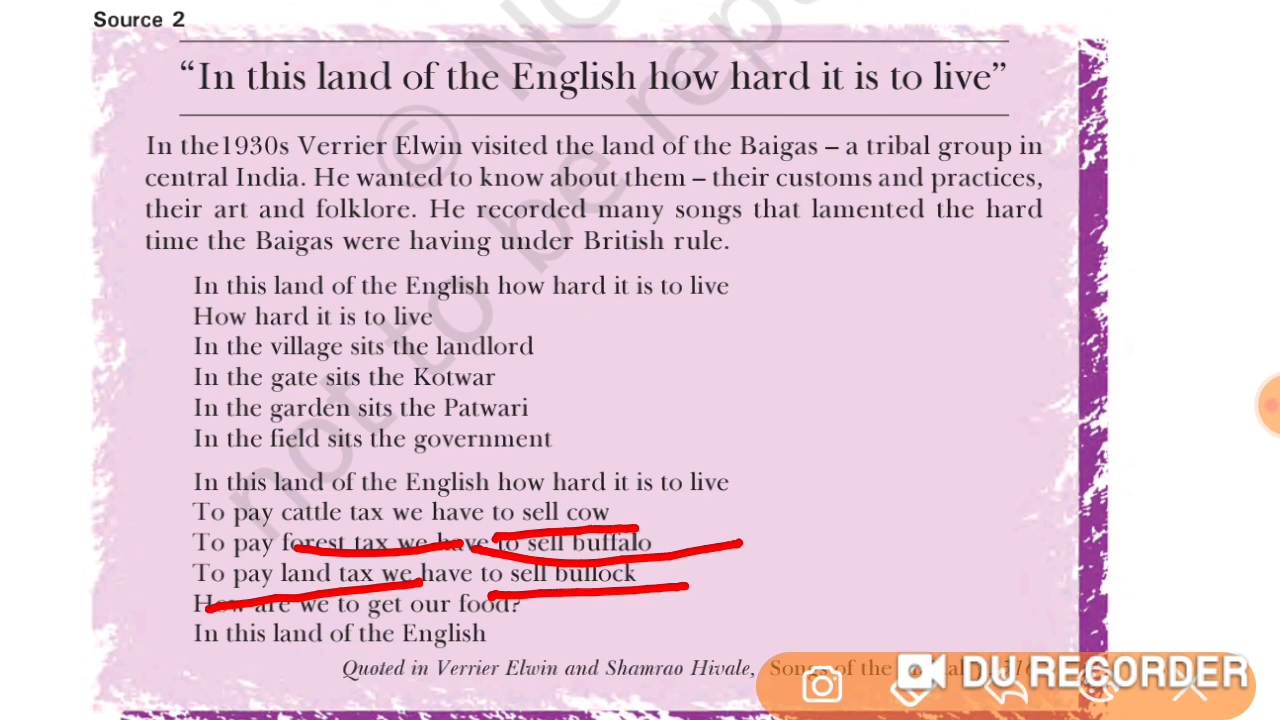 Source 2
“In this land of the English how hard it is to live”
In the1930s Verrier Elwin visited the land of the Baigas – a tribal group in
central India. He wanted to know about them – their customs and practices,
their art and folklore. He recorded many songs that lamented the hard
time the Baigas were having under British rule.
In this land of the English how hard it is to live
How hard it is to live
In the village sits the landlord
In the gate sits the Kotwar
In the garden sits the Patwari
In the field sits the government
In this land of the English how hard it is to live
To pay cattle tax we have to sell cow
To pay forest tax we have to sell buffalo
To pay land tax we have to sell bullock
How are we to get our food?
In this land of the English
Quoted in Verrier Elwin and Shamrao Hivale, Songs of the
DU RECORDER
© not to be